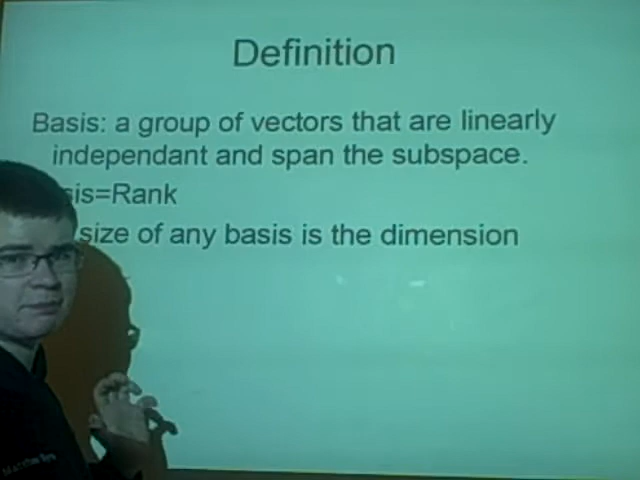 Definition
Basis: a group of vectors that are linearly
independant and span the subspace.
sis=Rank
size of any basis is the dimension